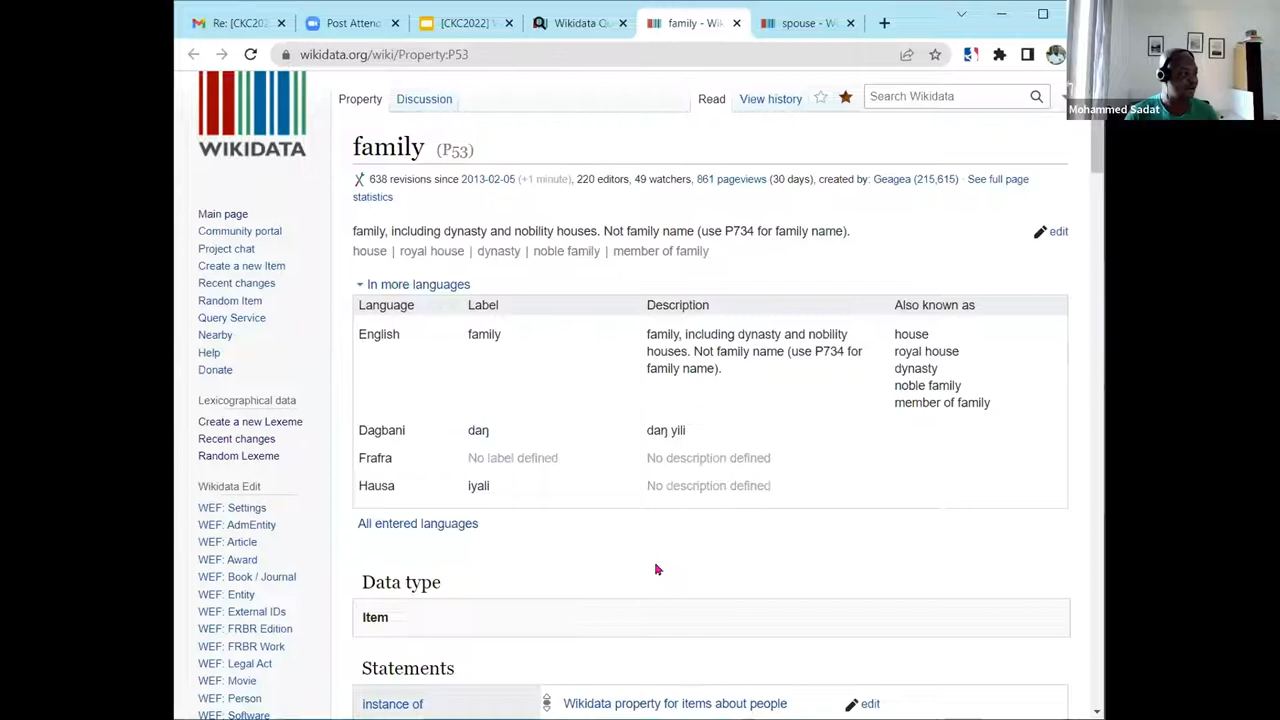 Re: [CKC202
Post Attend
[CKC2022] W
Wikidata Qu
family - Wik
spouse - Wi
wikidata.org/wiki/Property:P53
Mohammed Sadat
WIKIDATA
Property
Discussion
Read
View history
Search Wikidata
family (P53)
638 revisions since 2013-02-05 (+1 minute), 220 editors, 49 watchers, 861 pageviews (30 days), created by: Geagea (215,615) · See full page
statistics
family, including dynasty and nobility houses. Not family name (use P734 for family name).
edit
house | royal house | dynasty | noble family | member of family
In more languages
Language Label Description Also known as
English family family, including dynasty and nobility house
houses. Not family name (use P734 for royal house
family name). dynasty
noble family
member of family
Dagbani daŋ daŋ yili
Frafra No label defined No description defined
Hausa iyali No description defined
All entered languages
Data type
Item
Statements
instance of Wikidata property for items about people edit
Main page
Community portal
Project chat
Create a new Item
Recent changes
Random Item
Query Service
Nearby
Help
Donate
Lexicographical data
Create a new Lexeme
Recent changes
Random Lexeme
Wikidata Edit
WEF: Settings
WEF: AdmEntity
WEF: Article
WEF: Award
WEF: Book / Journal
WEF: Entity
WEF: External IDs
WEF: FRBR Edition
WEF: FRBR Work
WEF: Legal Act
WEF: Movie
WEF: Person
WEF: Software